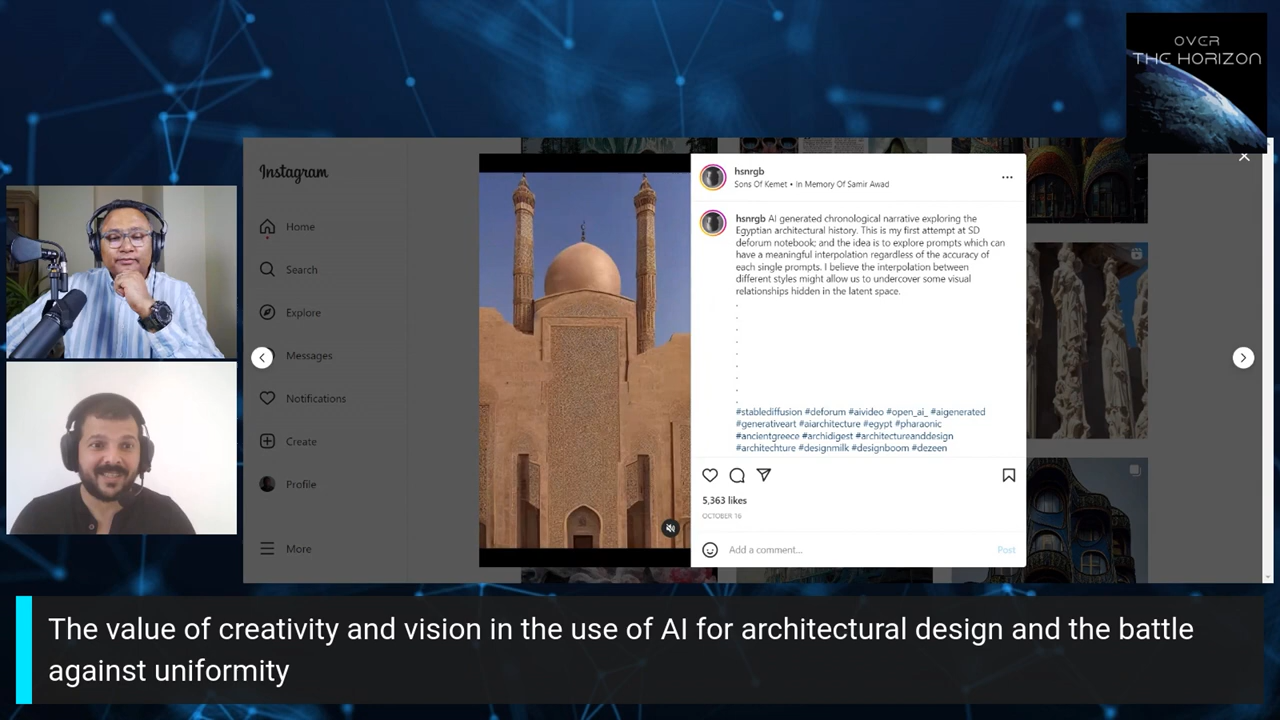 OVER
THE HORIZON
Instagram
Home
Search
Explore
Messages
Notifications
Create
Profile
More
hsnrgb
Sons Of Kemet • In Memory Of Samir Awad
hsnrgb AI generated chronological narrative exploring the
Egyptian architectural history. This is my first attempt at SD
deforum notebook; and the idea is to explore prompts which can
have a meaningful interpolation regardless of the accuracy of
each single prompts. I believe the interpolation between
different styles might allow us to undercover some visual
relationships hidden in the latent space.
.
.
.
.
.
.
.
.
.
#stablediffusion #deforum #aivideo #open_ai_ #aigenerated
#generativeart #aiarchitecture #egypt #pharaonic
#ancientgreece #archidigest #architectureanddesign
#architechture #designmilk #designboom #dezeen
5,363 likes
OCTOBER 16
Add a comment...
Post
The value of creativity and vision in the use of AI for architectural design and the battle
against uniformity